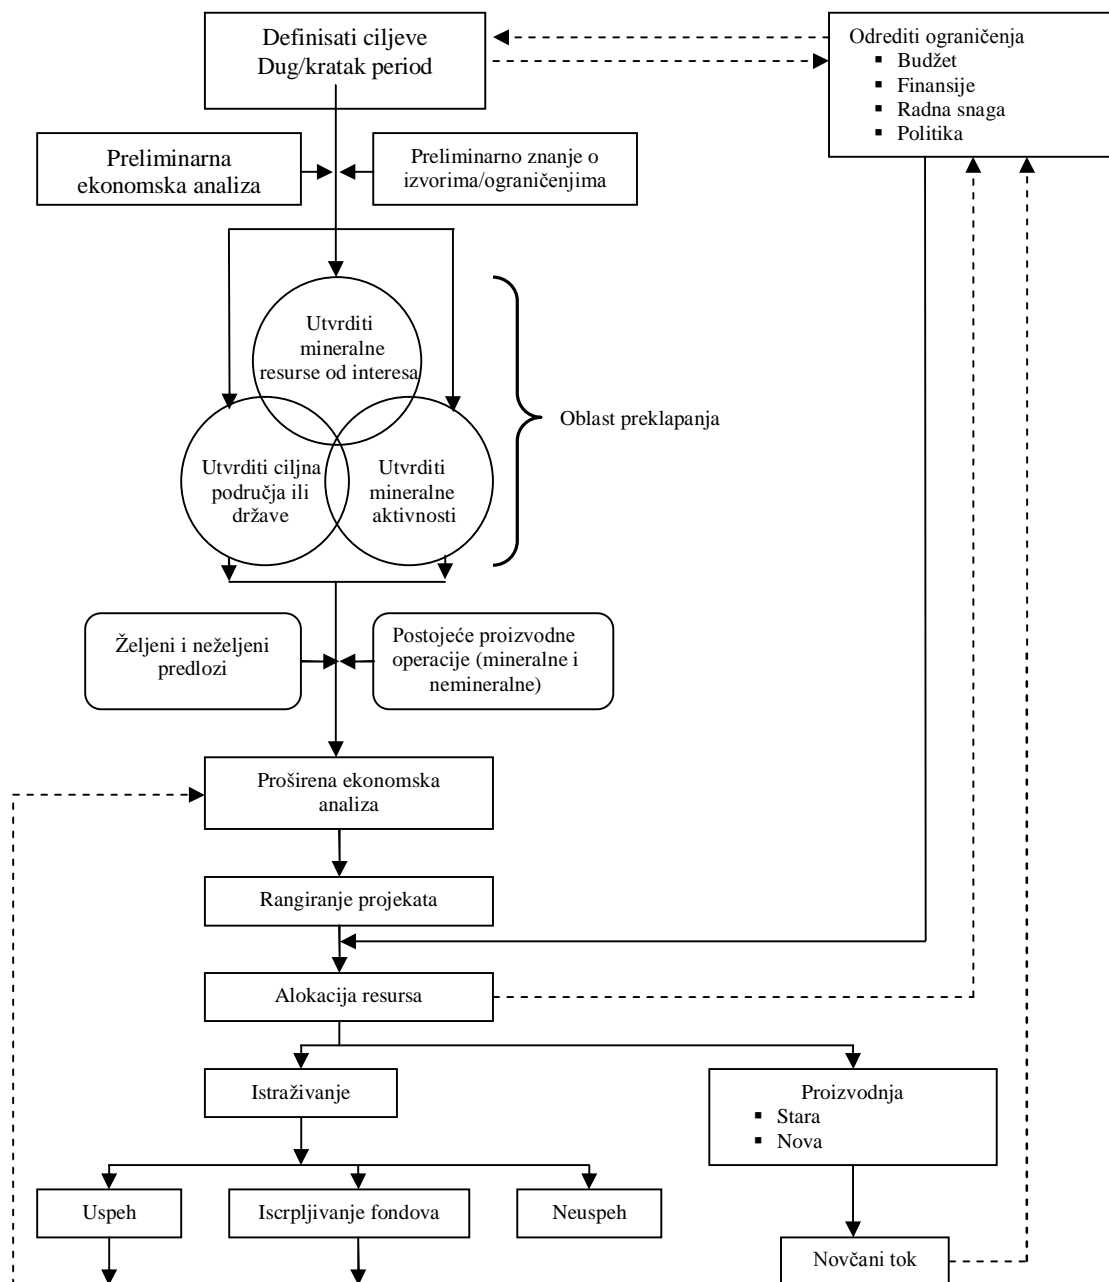 Definisati ciljeve
Dug/kratak period
Odrediti ograničenja
▪ Budžet
▪ Finansije
▪ Radna snaga
▪ Politika
Preliminarna
ekonomska analiza
Preliminarno znanje o
izvorima/ograničenjima
Utvrditi
mineralne
resurse od interesa
Oblast preklapanja
Utvrditi ciljna
područja ili
države
Utvrditi
mineralne
aktivnosti
Željeni i neželjeni
predlozi
Postojeće proizvodne
operacije (mineralne i
nemineralne)
Proširena ekonomska
analiza
Rangiranje projekata
Alokacija resursa
Istraživanje
Proizvodnja
▪ Stara
▪ Nova
Uspeh
Iscrpljivanje fondova
Neuspeh
Novčani tok